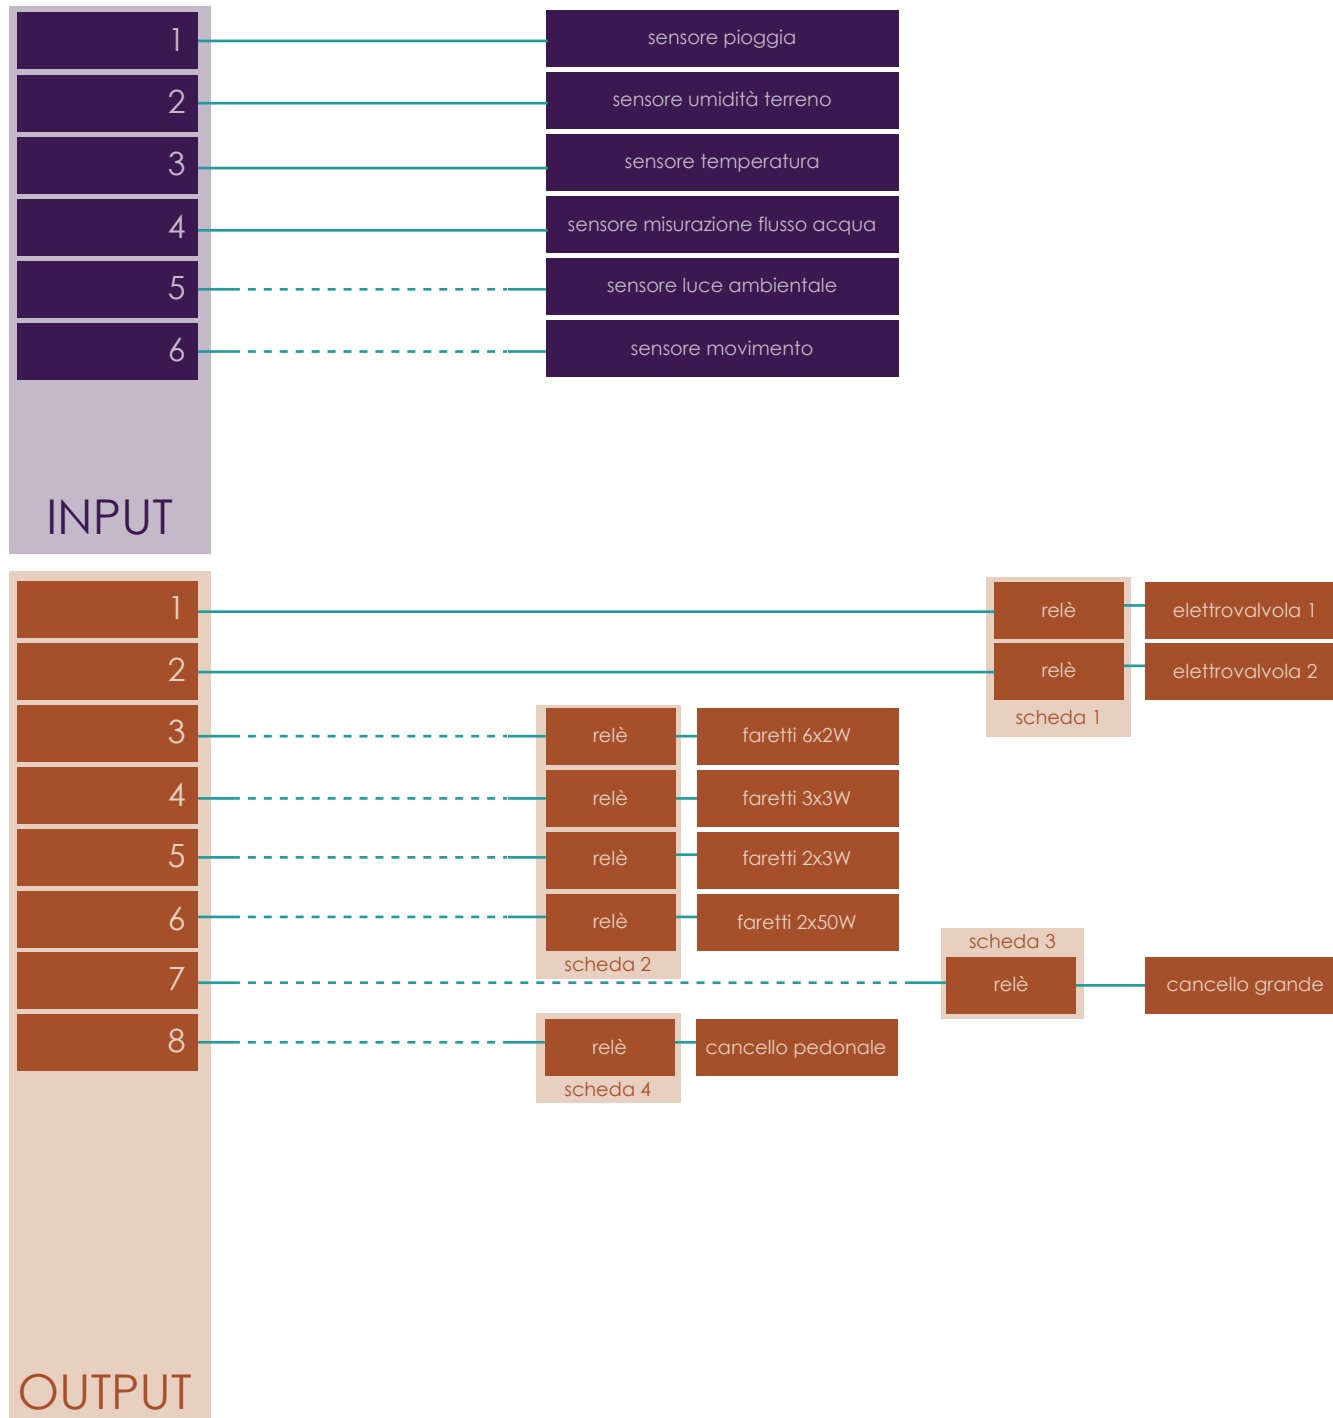 1 sensore pioggia
2 sensore umidità terreno
3 sensore temperatura
4 sensore misurazione flusso acqua
5 sensore luce ambientale
6 sensore movimento
INPUT
1 relè elettrovalvola 1
2 relè elettrovalvola 2
scheda 1
3 relè faretti 6x2W
4 relè faretti 3x3W
5 relè faretti 2x3W
6 relè faretti 2x50W
scheda 2
scheda 3
7 relè cancello grande
8 relè cancello pedonale
scheda 4
OUTPUT